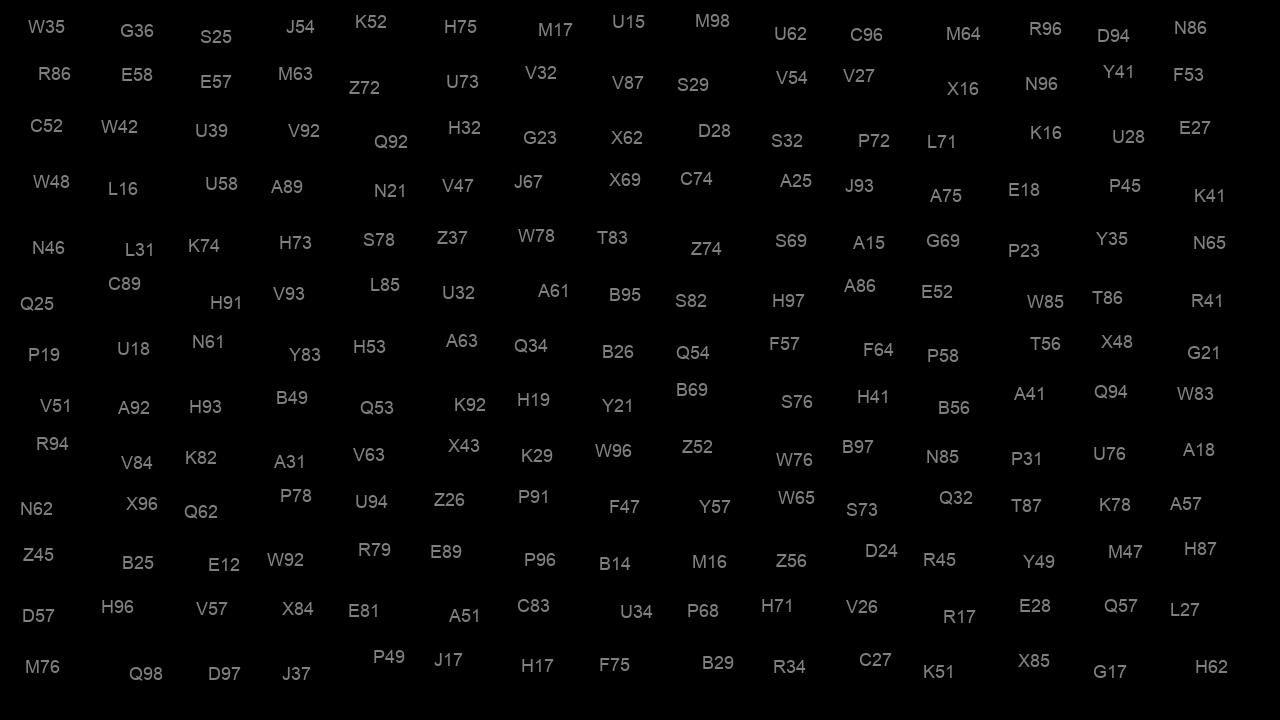 W35 G36 S25 J54 K52 H75 M17 U15 M98 U62 C96 M64 R96 D94 N86
R86 E58 E57 M63 Z72 U73 V32 V87 S29 V54 V27 X16 N96 Y41 F53
C52 W42 U39 V92 Q92 H32 G23 X62 D28 S32 P72 L71 K16 U28 E27
W48 L16 U58 A89 N21 V47 J67 X69 C74 A25 J93 A75 E18 P45 K41
N46 L31 K74 H73 S78 Z37 W78 T83 Z74 S69 A15 G69 P23 Y35 N65
Q25 C89 H91 V93 L85 U32 A61 B95 S82 H97 A86 E52 W85 T86 R41
P19 U18 N61 Y83 H53 A63 Q34 B26 Q54 F57 F64 P58 T56 X48 G21
V51 A92 H93 B49 Q53 K92 H19 Y21 B69 S76 H41 B56 A41 Q94 W83
R94 V84 K82 A31 V63 X43 K29 W96 Z52 W76 B97 N85 P31 U76 A18
N62 X96 Q62 P78 U94 Z26 P91 F47 Y57 W65 S73 Q32 T87 K78 A57
Z45 B25 E12 W92 R79 E89 P96 B14 M16 Z56 D24 R45 Y49 M47 H87
D57 H96 V57 X84 E81 A51 C83 U34 P68 H71 V26 R17 E28 Q57 L27
M76 Q98 D97 J37 P49 J17 H17 F75 B29 R34 C27 K51 X85 G17 H62